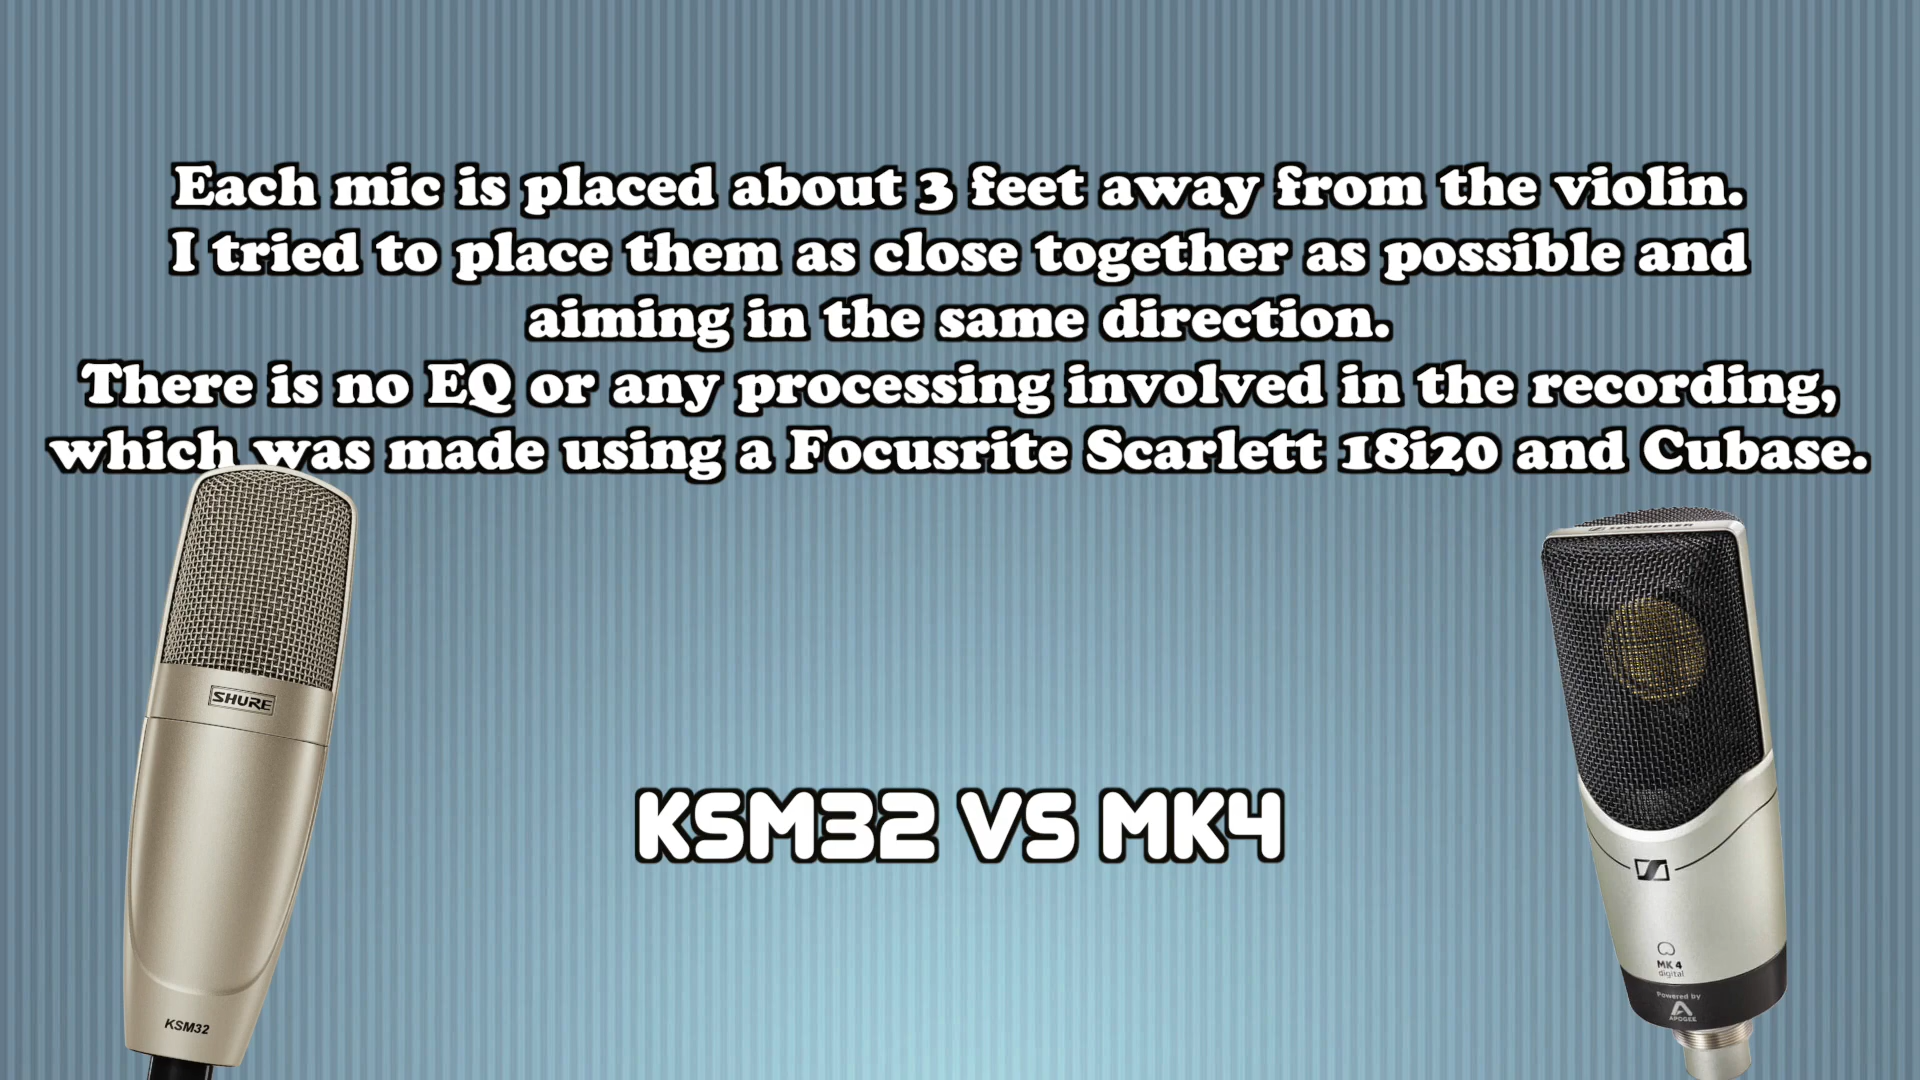 Each mic is placed about 3 feet away from the violin.
I tried to place them as close together as possible and
aiming in the same direction.
There is no EQ or any processing involved in the recording,
which was made using a Focusrite Scarlett 18i20 and Cubase.
SENNHEISER
SHURE
KSM32 VS MK4
MK 4
digital
Powered by
APOGEE
KSM32